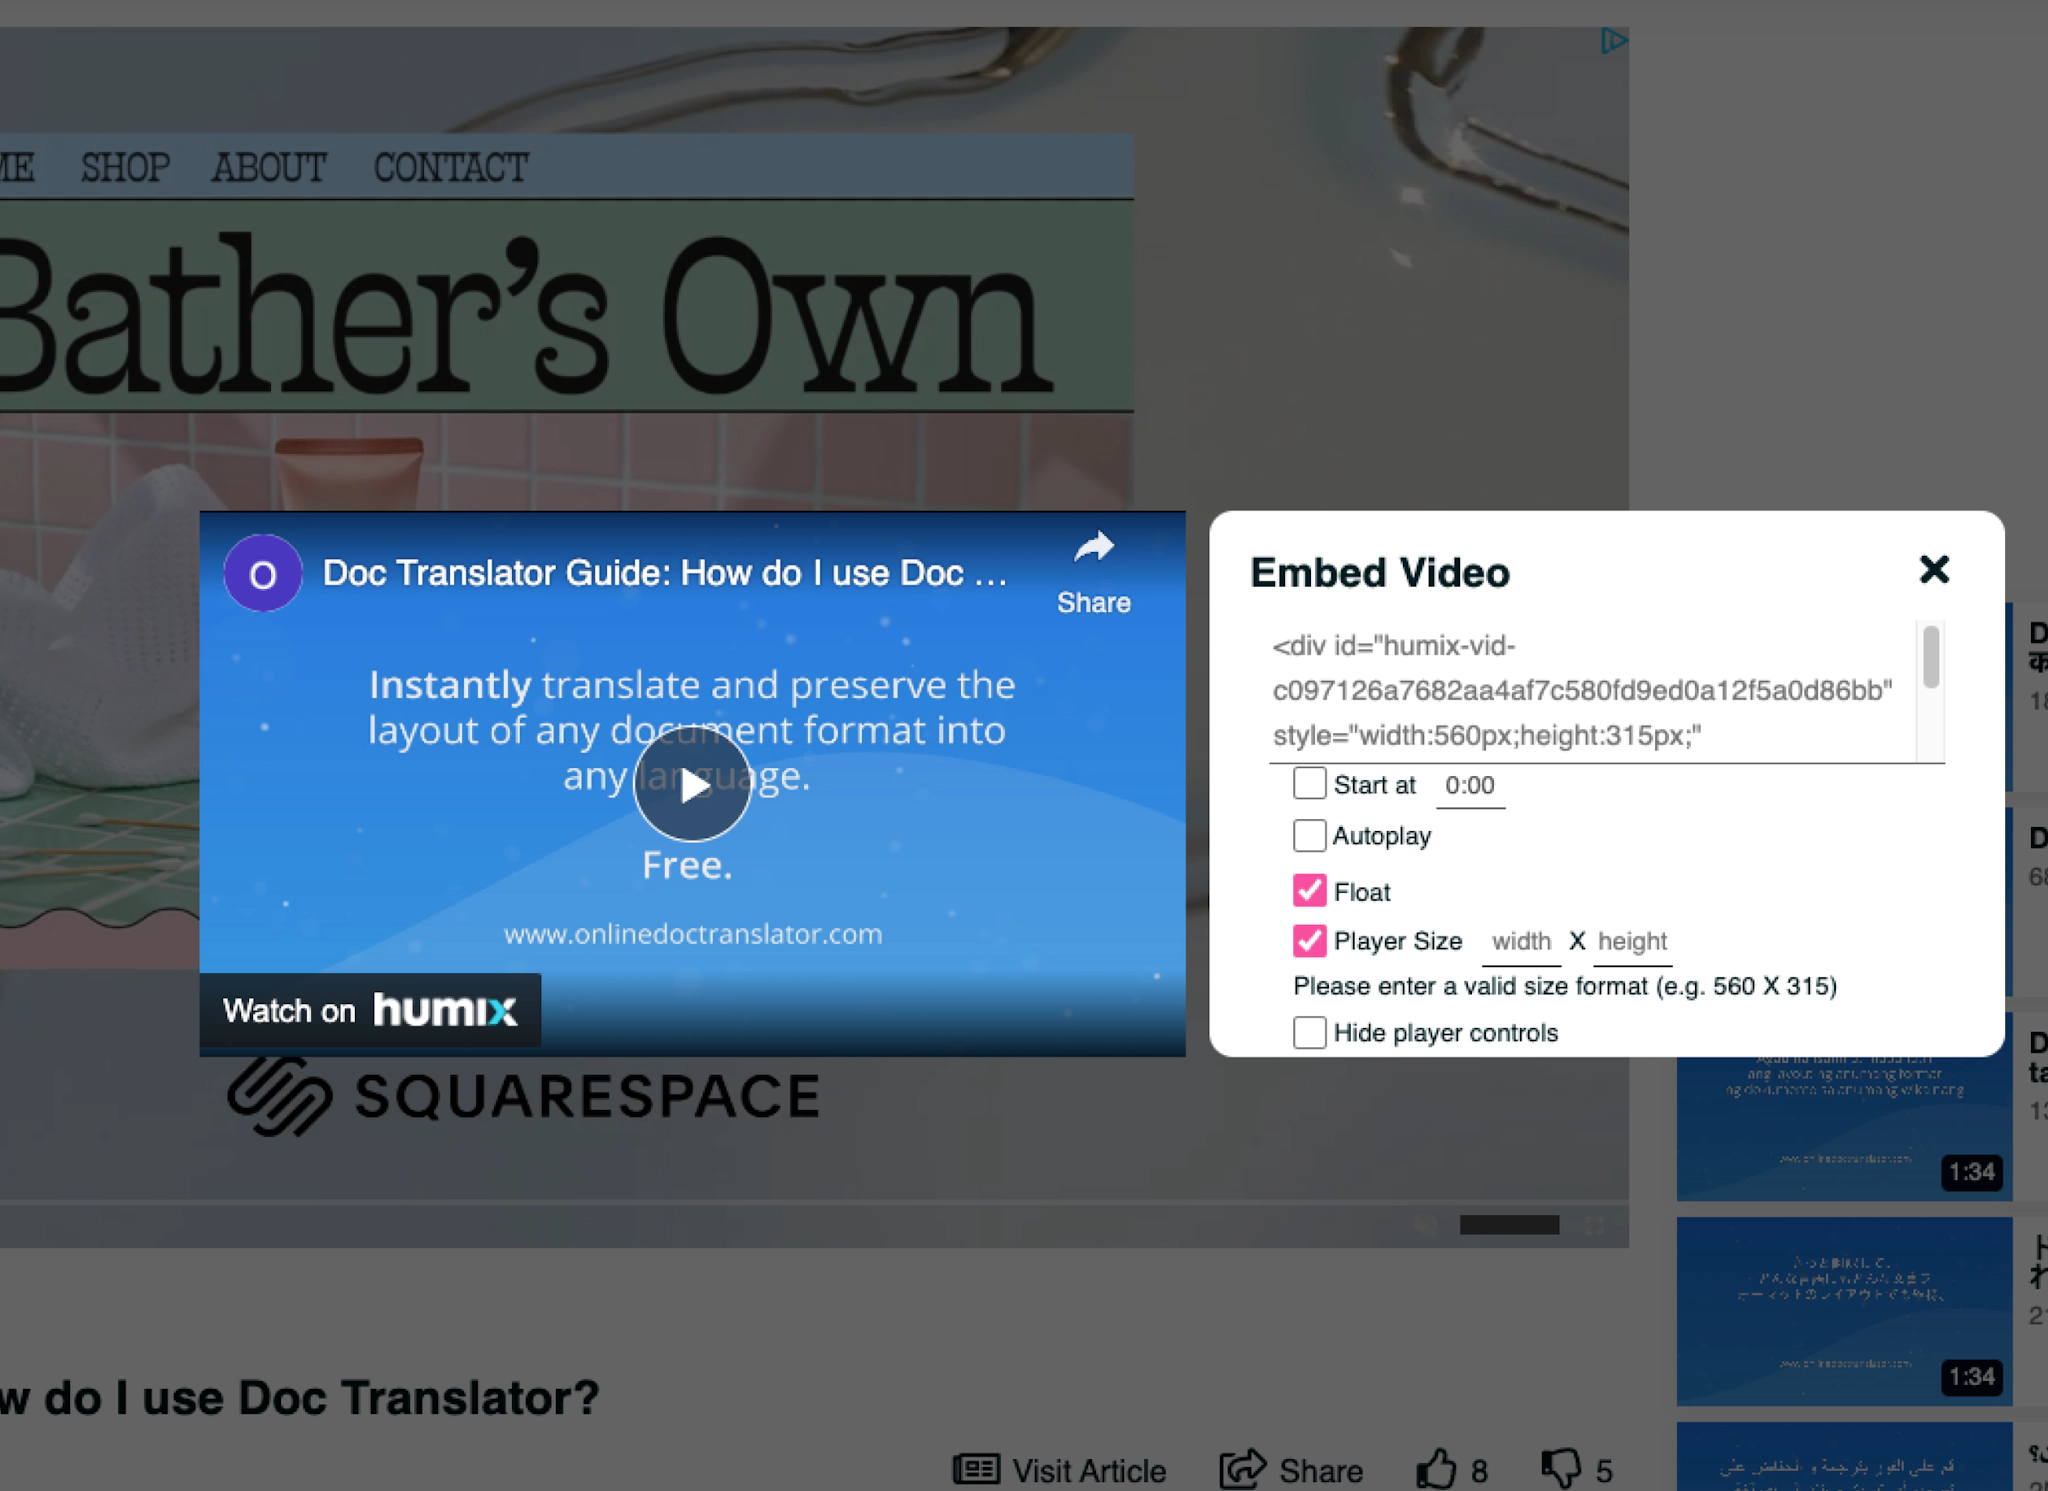 SHOP ABOUT CONTACT
Bather's Own
Doc Translator Guide: How do I use Doc ...
Share
Instantly translate and preserve the
layout of any document format into
any language.
Free.
www.onlinedoctranslator.com
Watch on humix
Embed Video
<div id="humix-vid-
c097126a7682aa4af7c580fd9ed0a12f5a0d86bb"
style="width:560px;height:315px;"
Start at 0:00
Autoplay
Float
Player Size width X height
Please enter a valid size format (e.g. 560 X 315)
Hide player controls
SQUARESPACE
1:34
1:34
do I use Doc Translator?
Visit Article Share 8 5